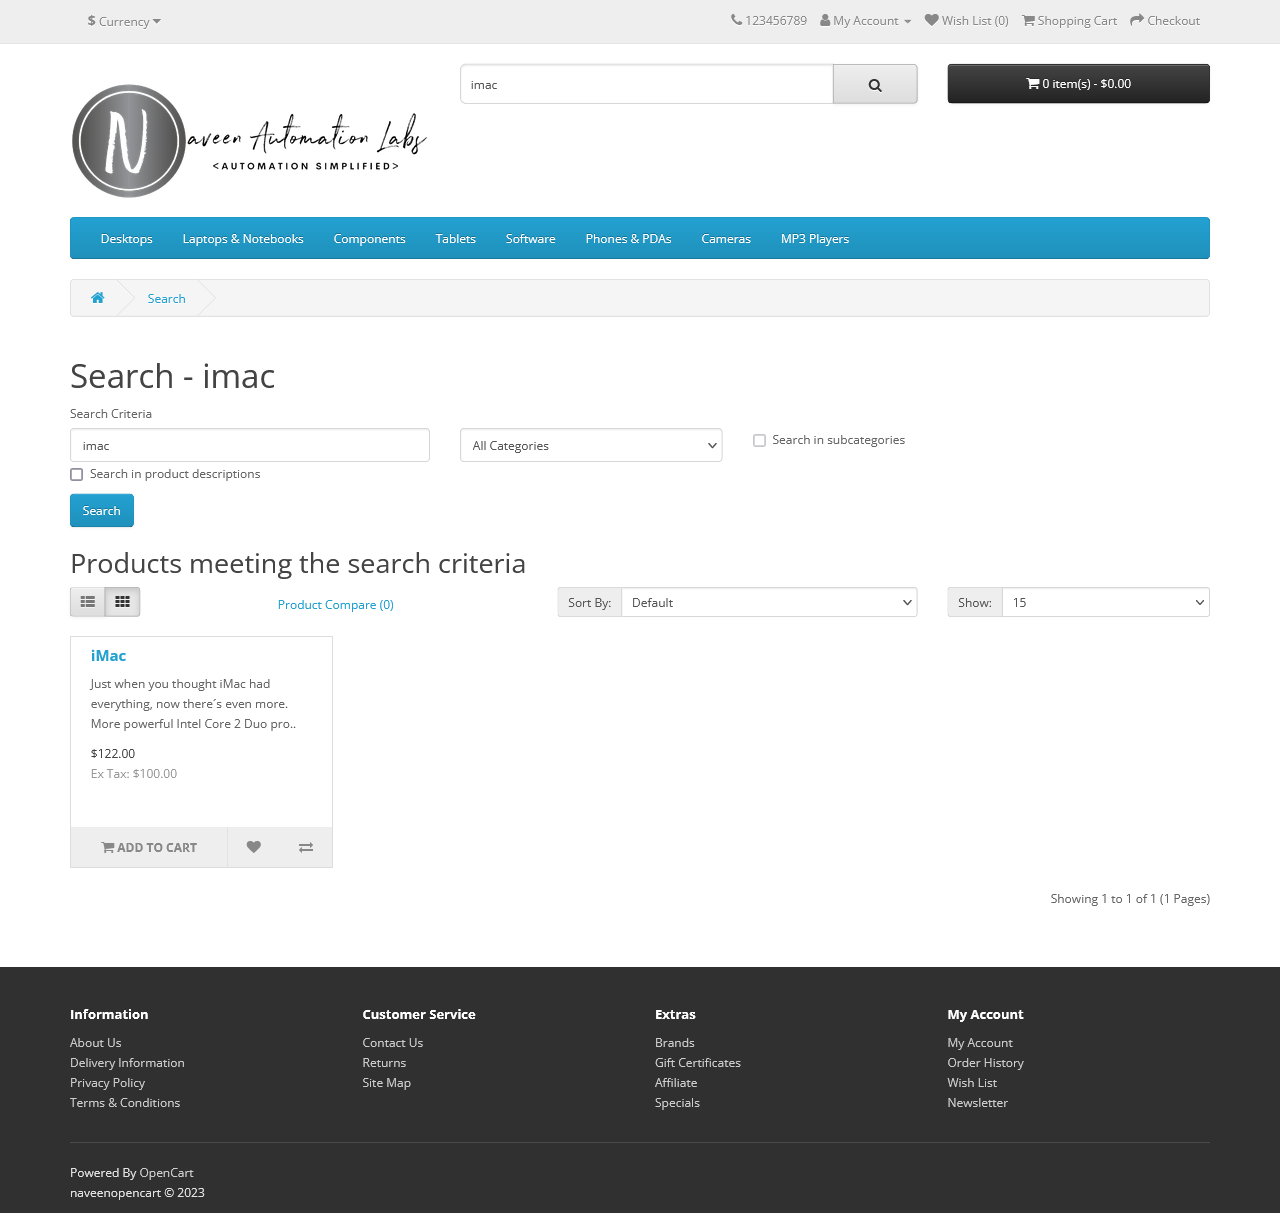 $ Currency
123456789 My Account Wish List (0) Shopping Cart Checkout
imac
0 item(s) - $0.00
Naveen Automation Labs
<AUTOMATION SIMPLIFIED>
Desktops Laptops & Notebooks Components Tablets Software Phones & PDAs Cameras MP3 Players
Search
Search - imac
Search Criteria
imac All Categories Search in subcategories
Search in product descriptions
Search
Products meeting the search criteria
Product Compare (0) Sort By: Default Show: 15
iMac
Just when you thought iMac had
everything, now there´s even more.
More powerful Intel Core 2 Duo pro..
$122.00
Ex Tax: $100.00
ADD TO CART
Showing 1 to 1 of 1 (1 Pages)
Information
About Us
Delivery Information
Privacy Policy
Terms & Conditions
Customer Service
Contact Us
Returns
Site Map
Extras
Brands
Gift Certificates
Affiliate
Specials
My Account
My Account
Order History
Wish List
Newsletter
Powered By OpenCart
naveenopencart © 2023